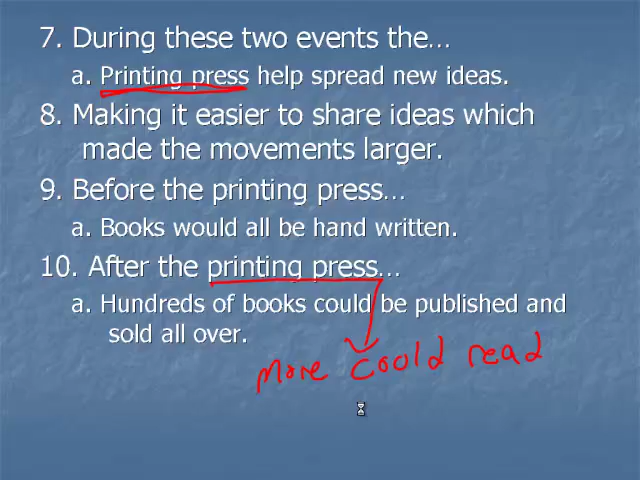 7. During these two events the…
a. Printing press help spread new ideas.
8. Making it easier to share ideas which
made the movements larger.
9. Before the printing press…
a. Books would all be hand written.
10. After the printing press…
a. Hundreds of books could be published and
sold all over.
More could read